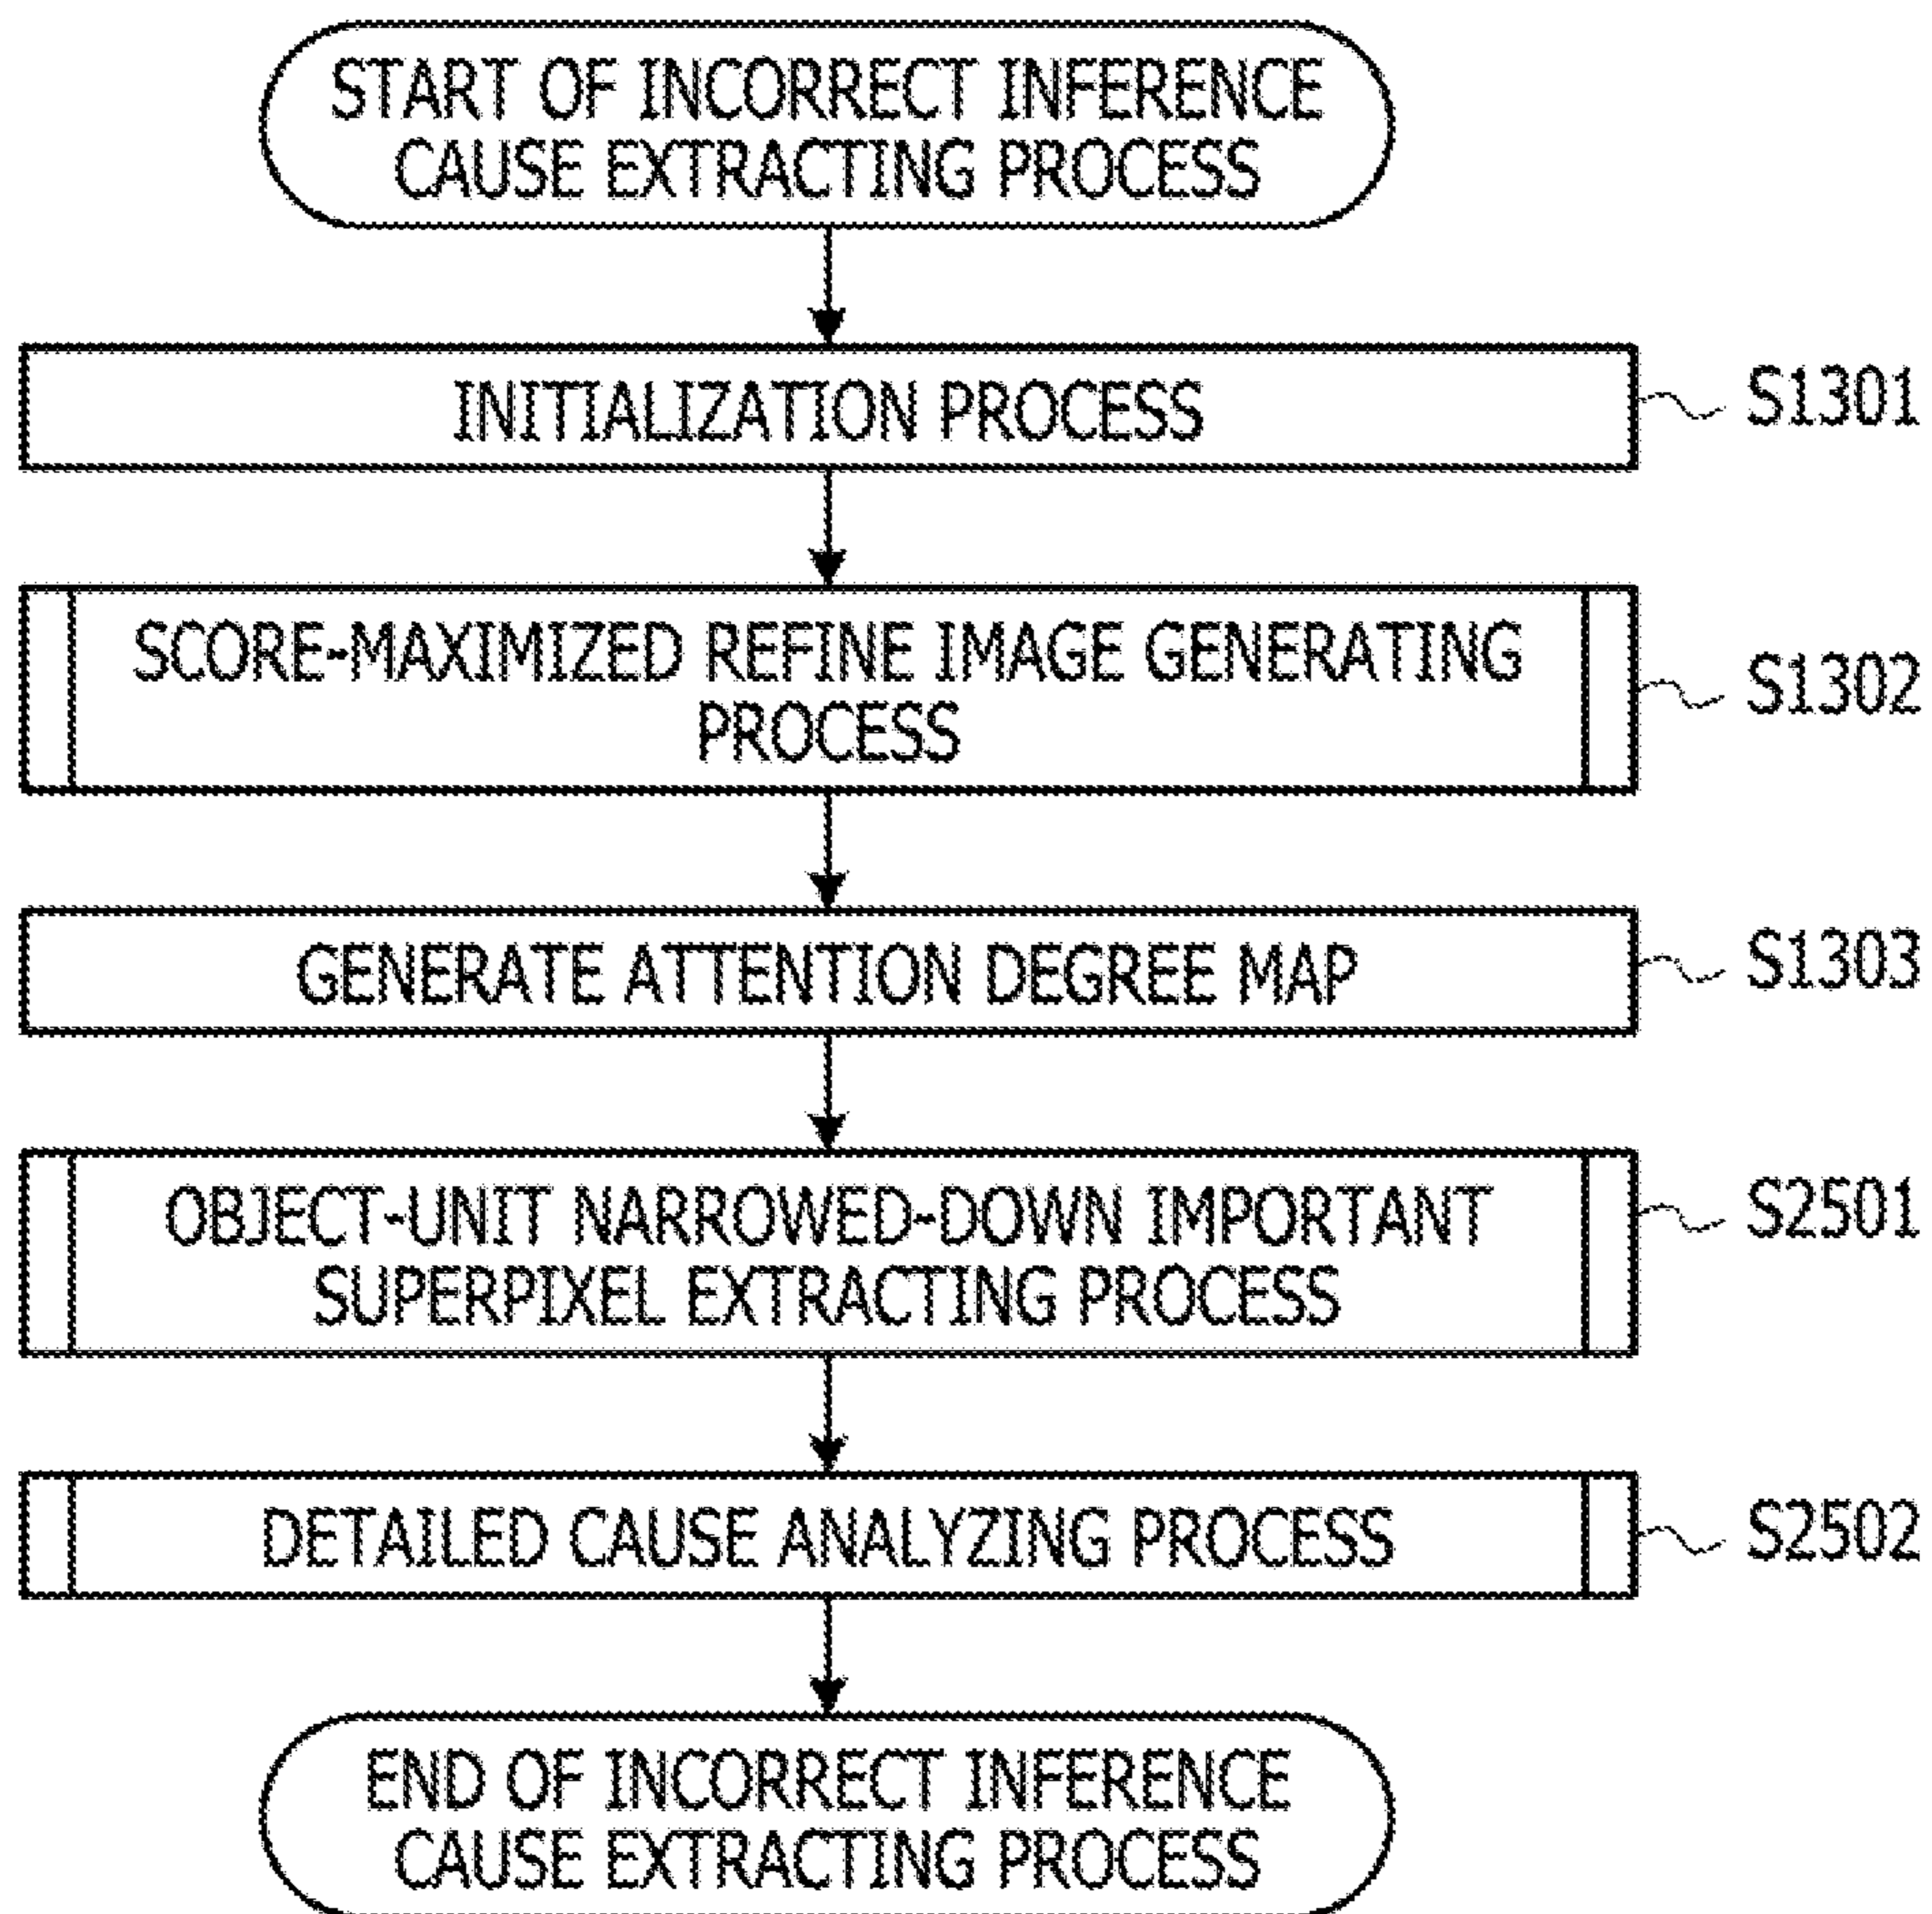 START OF INCORRECT INFERENCE
CAUSE EXTRACTING PROCESS
INITIALIZATION PROCESS
S1301
SCORE-MAXIMIZED REFINE IMAGE GENERATING
PROCESS
S1302
GENERATE ATTENTION DEGREE MAP
S1303
OBJECT-UNIT NARROWED-DOWN IMPORTANT
SUPERPIXEL EXTRACTING PROCESS
S2501
DETAILED CAUSE ANALYZING PROCESS
S2502
END OF INCORRECT INFERENCE
CAUSE EXTRACTING PROCESS